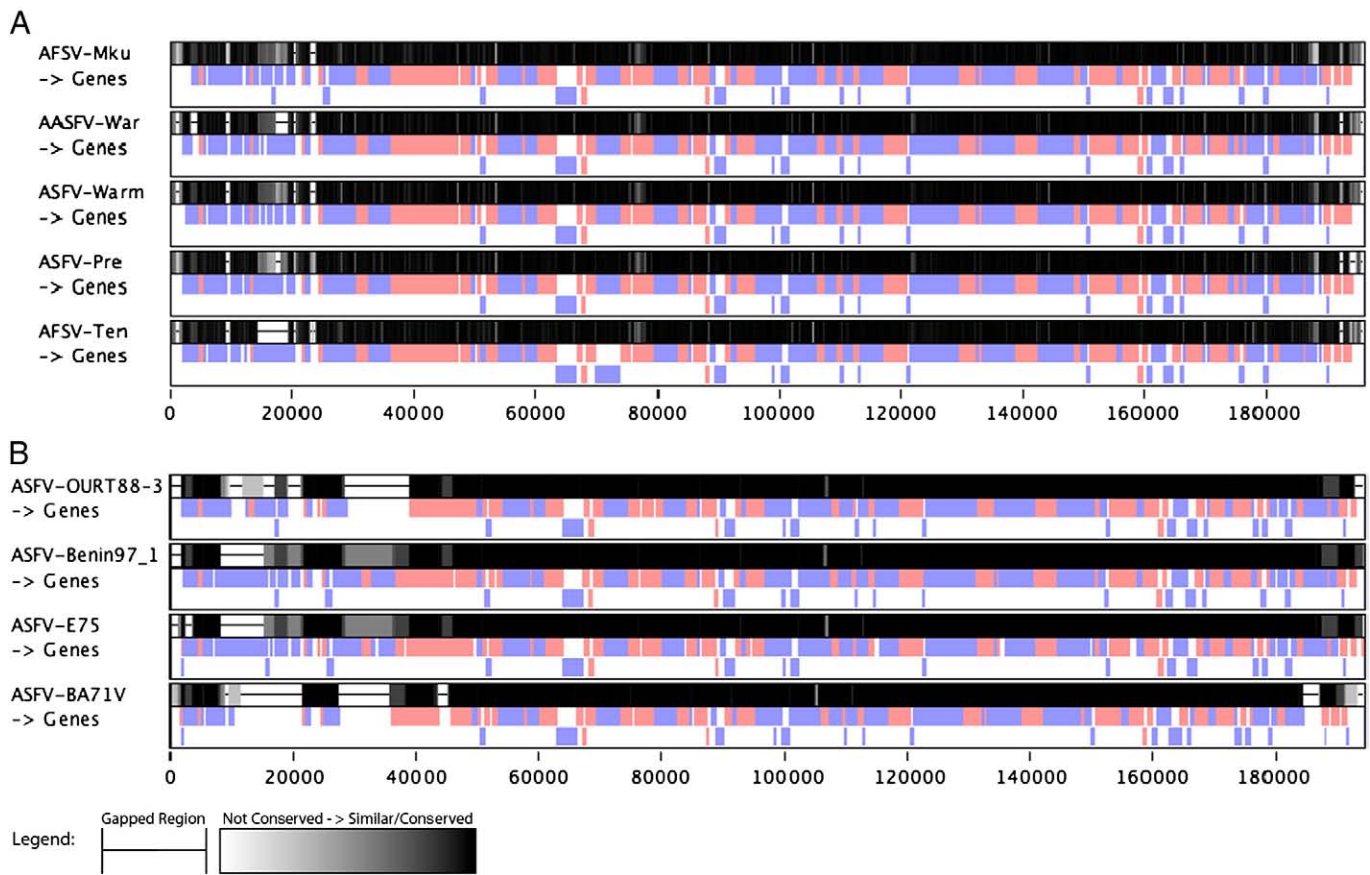 A
AFSV-Mku
-> Genes
AASFV-War
-> Genes
ASFV-Warm
-> Genes
ASFV-Pre
-> Genes
AFSV-Ten
-> Genes
0 20000 40000 60000 80000 100000 120000 140000 160000 180000
B
ASFV-OURT88-3
-> Genes
ASFV-Benin97_1
-> Genes
ASFV-E75
-> Genes
ASFV-BA71V
-> Genes
0 20000 40000 60000 80000 100000 120000 140000 160000 180000
Legend: Gapped Region Not Conserved - > Similar/Conserved